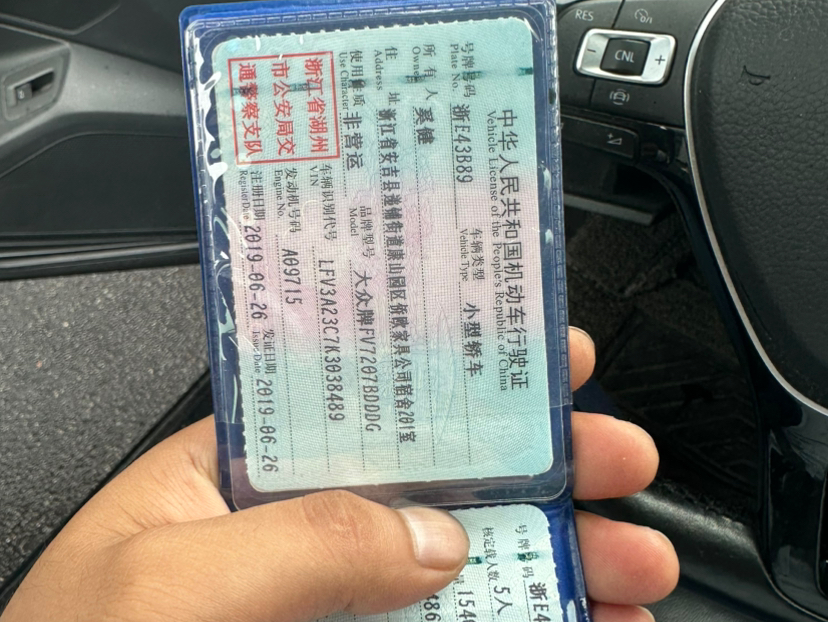 中华人民共和国机动车行驶证
Vehicle License of the People's Republic of China
号牌号码 浙E43B89 车辆类型 小型轿车
Plate No. Vehicle Type
所有人 奚健
Owner
住址 浙江省安吉县递铺街道康山园区侨欧家具公司宿舍201室
Address
使用性质 非营运 品牌型号 大众牌FV7207BDDDG
Use Character Model
浙江省湖州
市公安局交
通警察支队
车辆识别代号 LFV3A23C7K3038489
VIN
发动机号码 A09715
Engine No.
注册日期 2019-06-26 发证日期 2019-06-26
Register Date Issue Date
号牌号码 浙E4
核定载人数 5人
RES
CNL